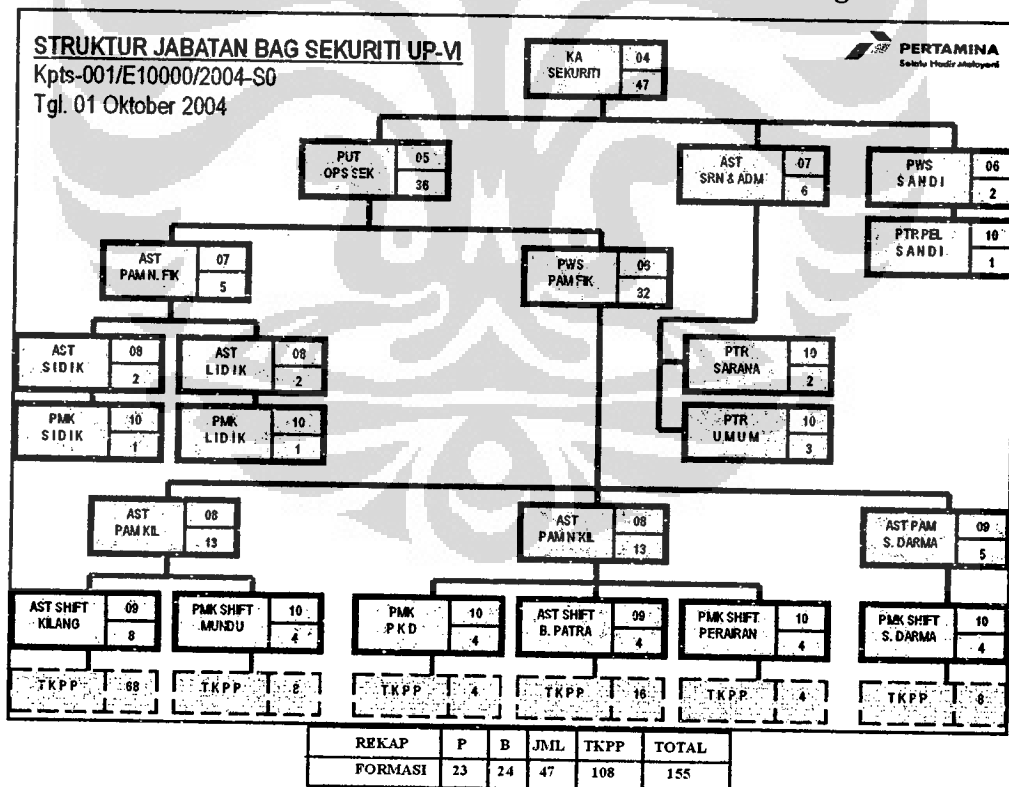 STRUKTUR JABATAN BAG SEKURITI UP-VI
Kpts-001/E10000/2004-S0
Tgl. 01 Oktober 2004
PERTAMINA
Selalu Hadir Melayani
KA
SEKURITI
04
47
PUT
OPS SEK
05
36
AST
SRN & ADM
07
6
PWS
SANDI
06
2
PTR PEL
SANDI
10
1
AST
PAM N. FIK
07
5
PWS
PAM FIK
06
32
AST
SIDIK
08
2
AST
LIDIK
08
2
PTR
SARANA
10
2
PMK
SIDIK
10
1
PMK
LIDIK
10
1
PTR
UMUM
10
3
AST
PAM KIL
08
13
AST
PAM N'KIL
08
13
AST PAM
S. DARMA
09
5
AST SHIFT
KILANG
09
8
PMK SHIFT
MUNDU
10
4
PMK
PKD
10
4
AST SHIFT
B. PATRA
09
4
PMK SHIFT
PERAIRAN
10
4
PMK SHIFT
S. DARMA
10
4
TKPP 68
TKPP 8
TKPP 4
TKPP 16
TKPP 4
TKPP 8
REKAP P B JML TKPP TOTAL
FORMASI 23 24 47 108 155